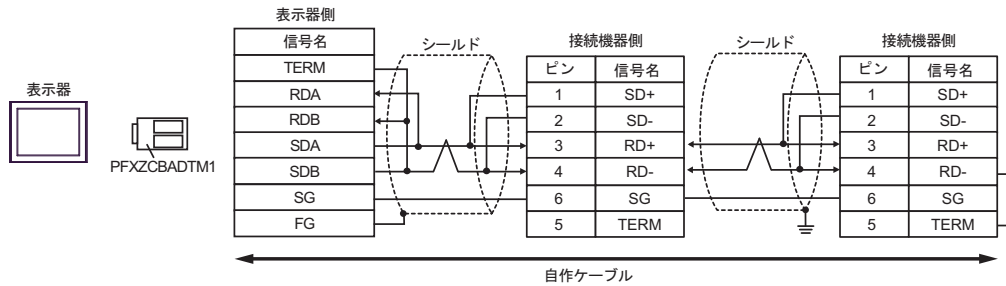 表示器
PFXZCBADTM1
表示器側
信号名
TERM
RDA
RDB
SDA
SDB
SG
FG
シールド
接続機器側
ピン 信号名
1 SD+
2 SD-
3 RD+
4 RD-
6 SG
5 TERM
シールド
接続機器側
ピン 信号名
1 SD+
2 SD-
3 RD+
4 RD-
6 SG
5 TERM
自作ケーブル